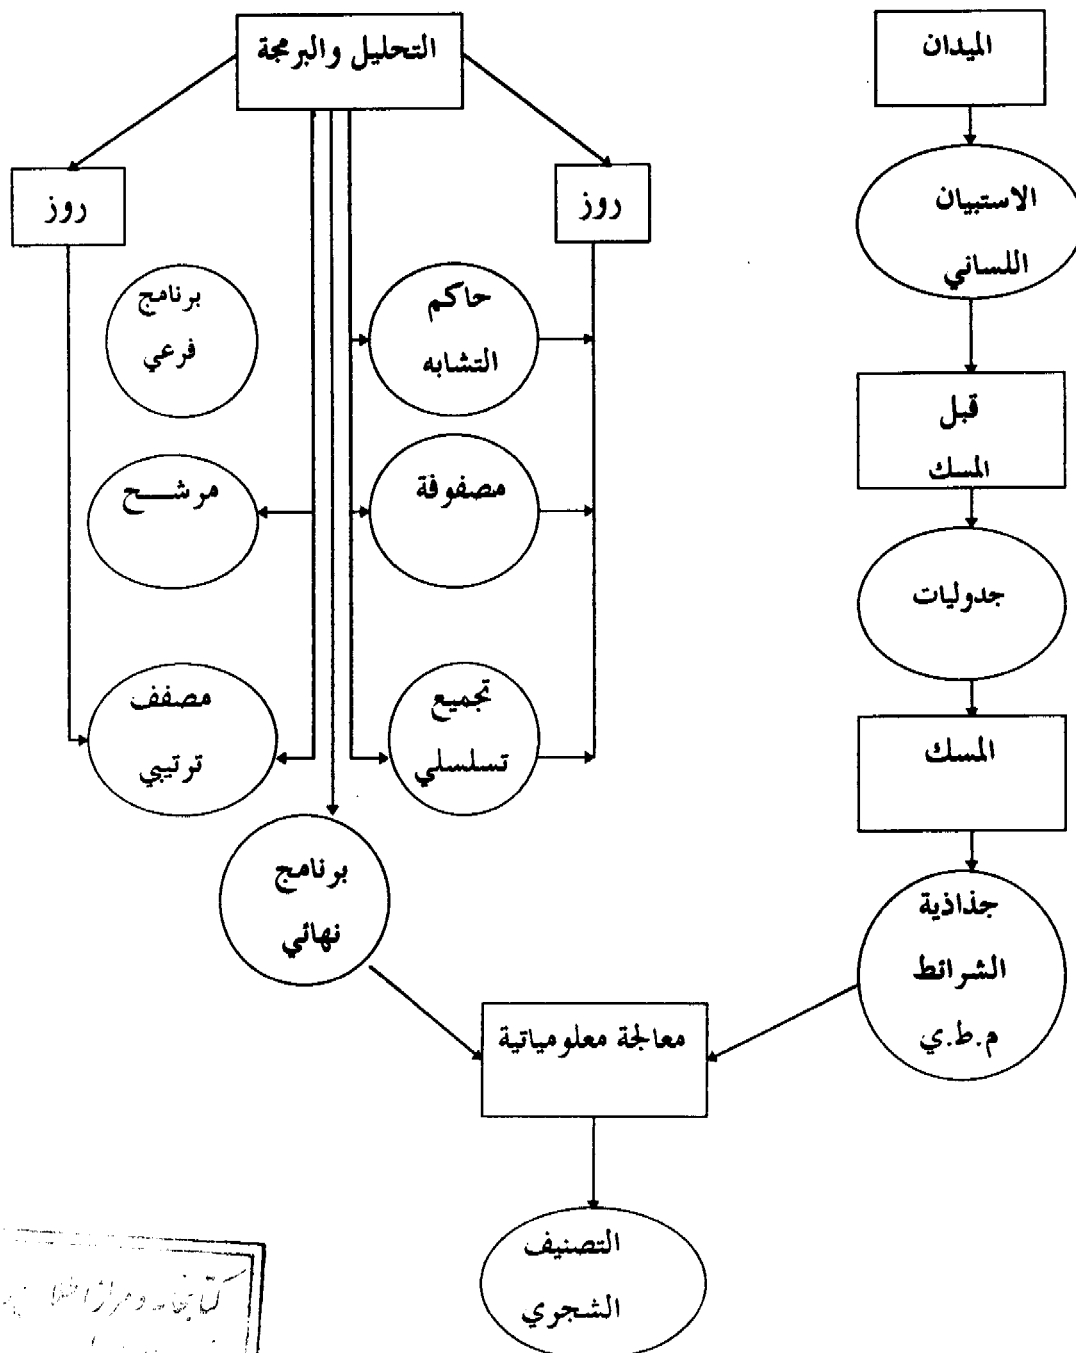 الميدان
الاستبيان
اللساني
قبل
المسك
جدوليات
المسك
جذاذية
الشرائط
م.ط.ي
التحليل والبرمجة
روز
حاكم
التشابه
مصفوفة
تجميع
تسلسلي
روز
برنامج
فرعي
مرشـــح
مصفف
ترتيبي
برنامج
نهائي
معالجة معلومياتية
التصنيف
الشجري